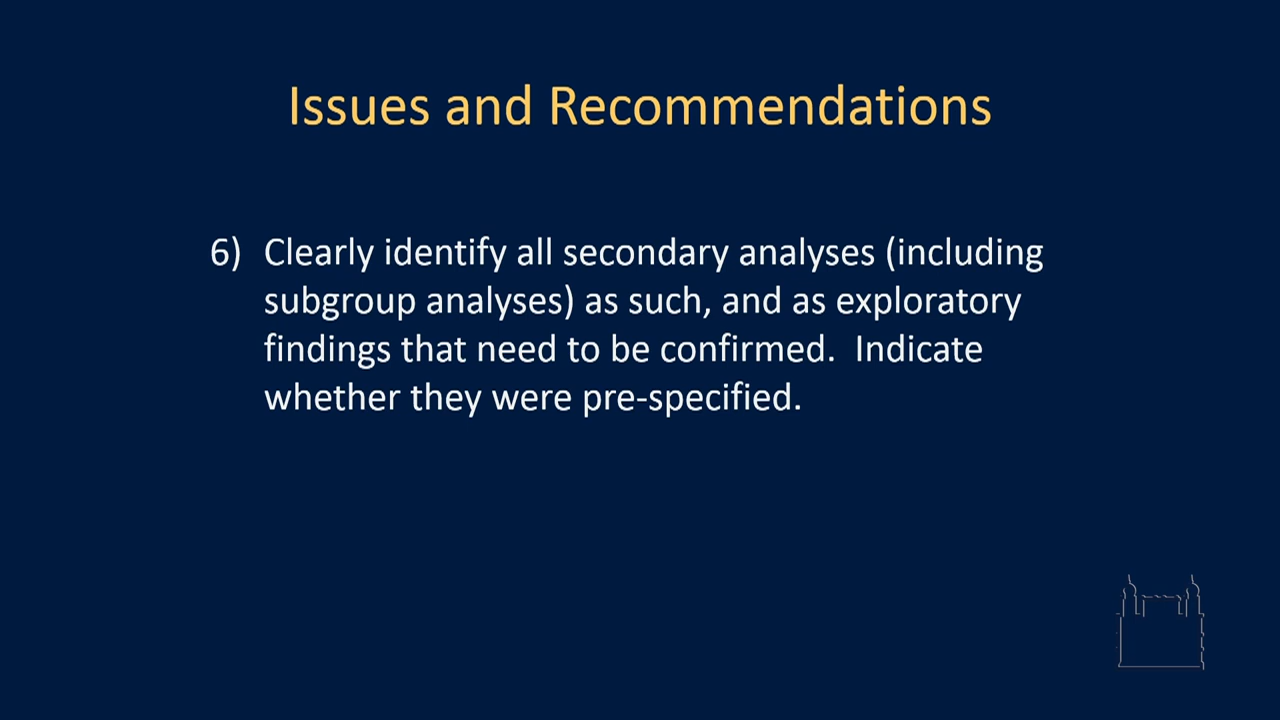 Issues and Recommendations
6) Clearly identify all secondary analyses (including
subgroup analyses) as such, and as exploratory
findings that need to be confirmed.  Indicate
whether they were pre-specified.